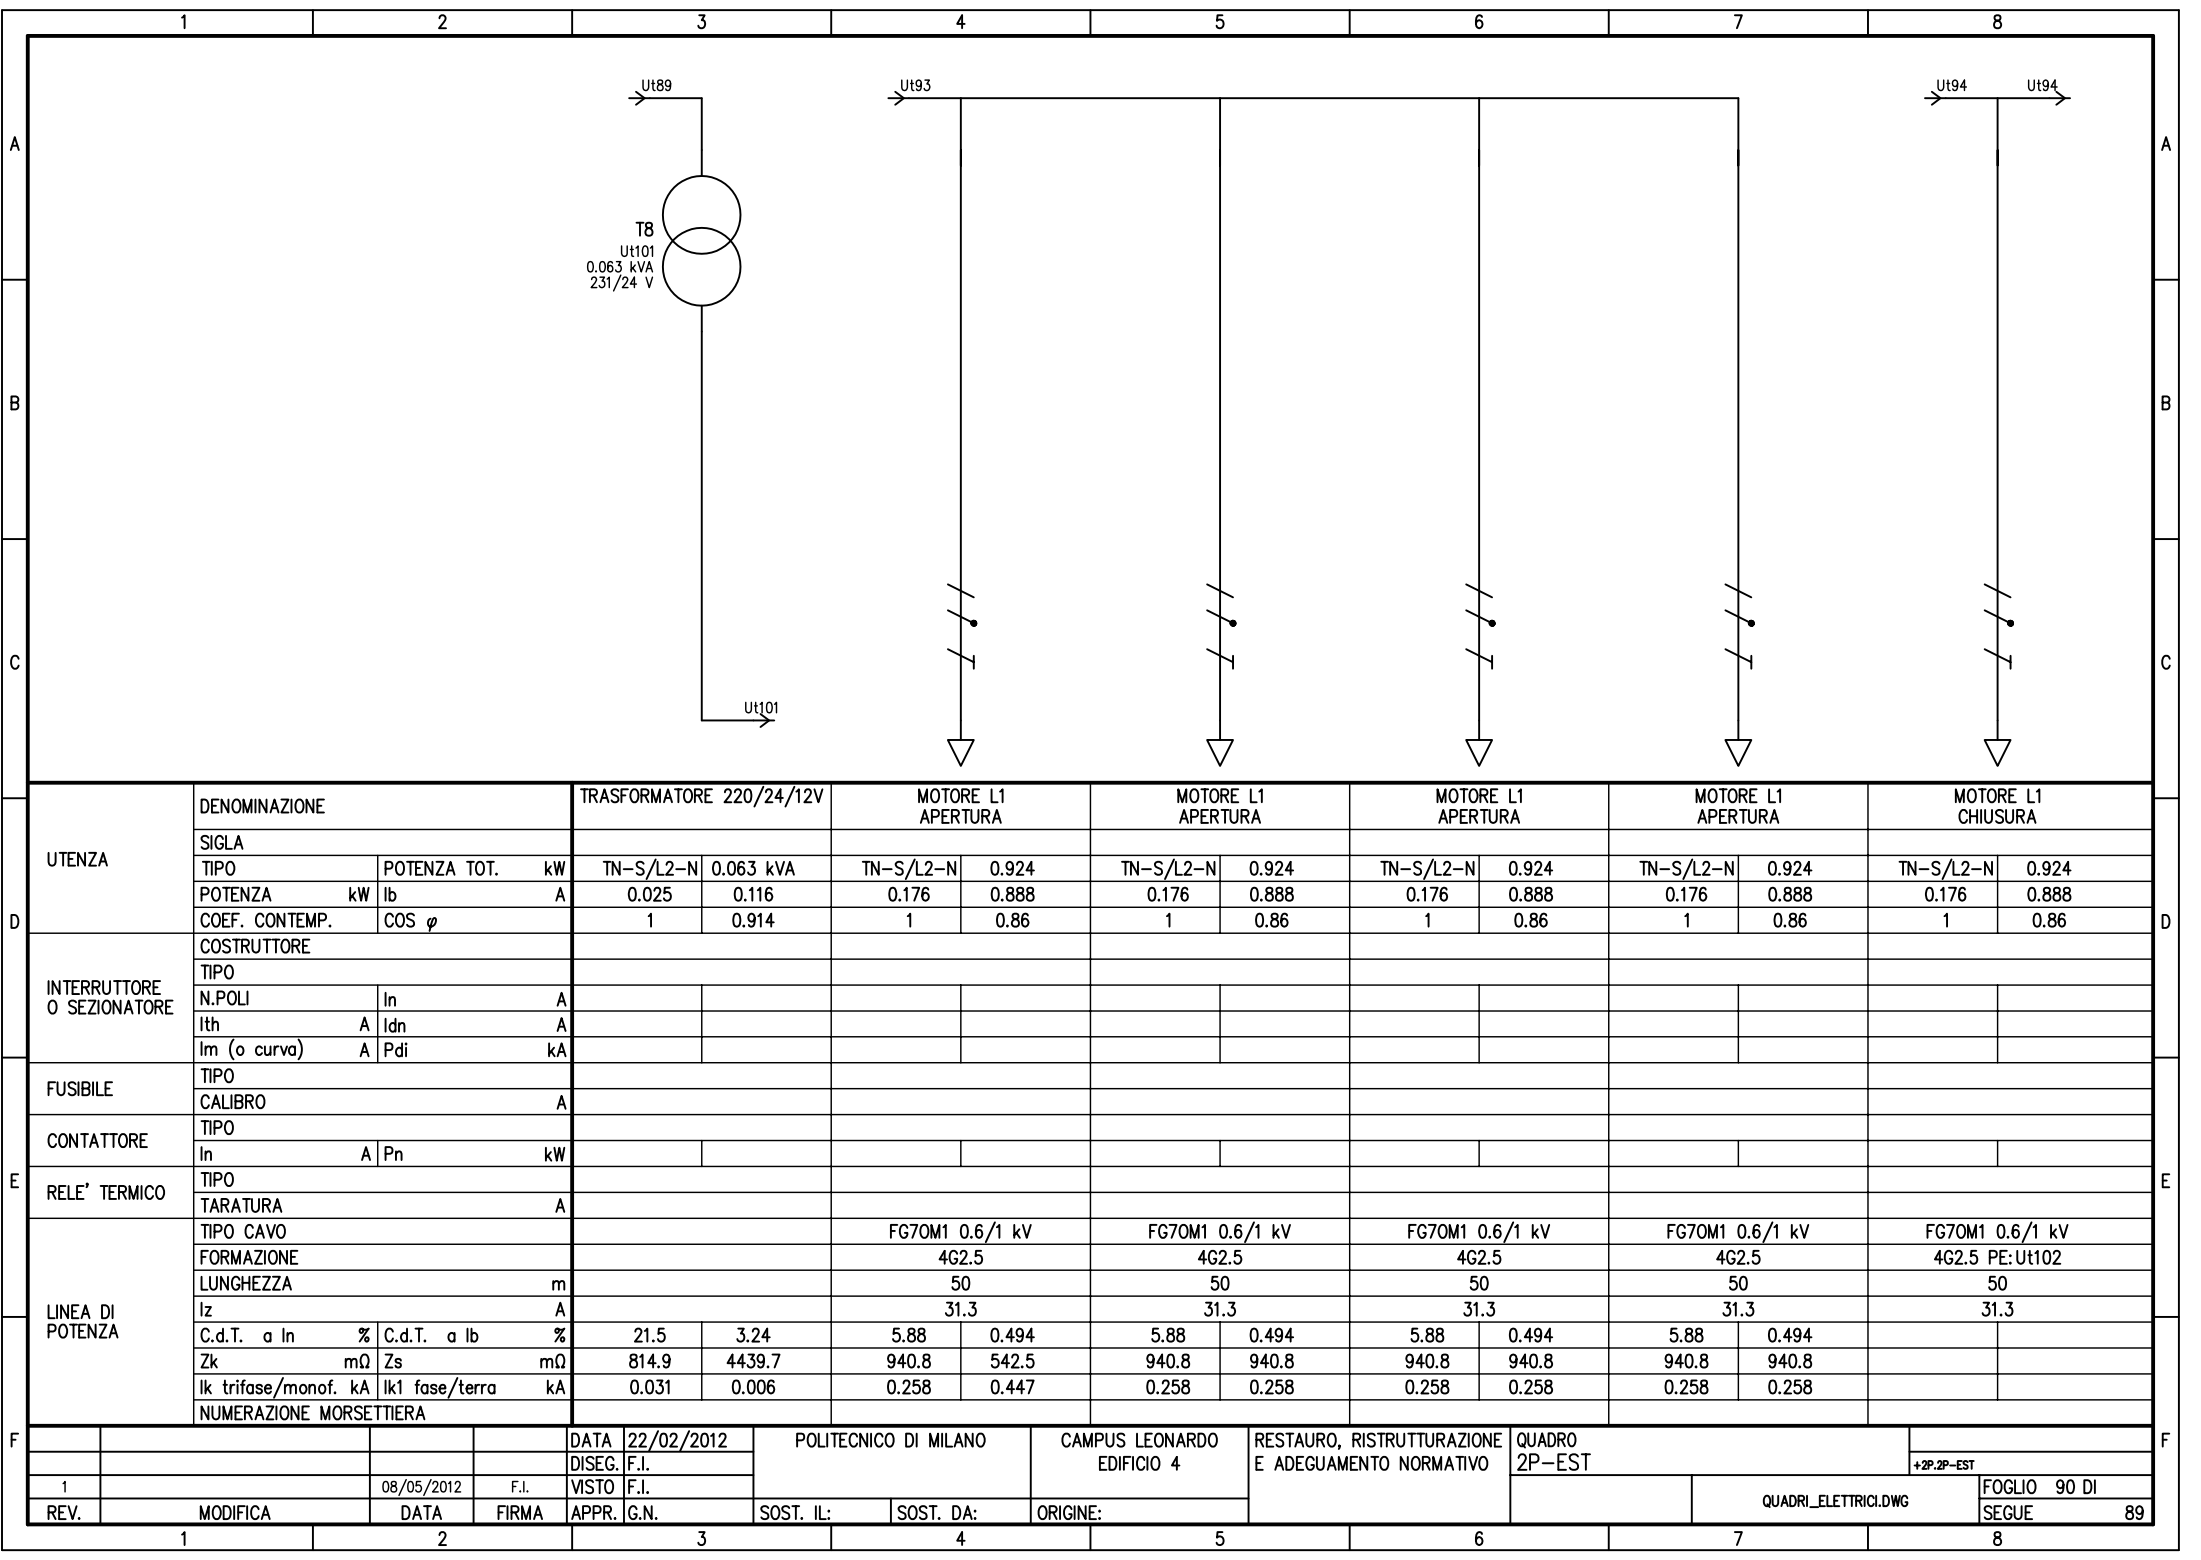 1 2 3 4 5 6 7 8
Ut89
Ut93
Ut94 Ut94
A A
T8
Ut101
0.063 kVA
231/24 V
B B
C C
Ut101
UTENZA
DENOMINAZIONE
TRASFORMATORE 220/24/12V
MOTORE L1
APERTURA
MOTORE L1
APERTURA
MOTORE L1
APERTURA
MOTORE L1
APERTURA
MOTORE L1
CHIUSURA
SIGLA
TIPO POTENZA TOT. kW TN-S/L2-N 0.063 kVA TN-S/L2-N 0.924 TN-S/L2-N 0.924 TN-S/L2-N 0.924 TN-S/L2-N 0.924 TN-S/L2-N 0.924
POTENZA kW Ib A 0.025 0.116 0.176 0.888 0.176 0.888 0.176 0.888 0.176 0.888 0.176 0.888
D COEF. CONTEMP. COS φ 1 0.914 1 0.86 1 0.86 1 0.86 1 0.86 1 0.86 D
INTERRUTTORE
O SEZIONATORE
COSTRUTTORE
TIPO
N.POLI In A
Ith A Idn A
Im (o curva) A Pdi kA
FUSIBILE
TIPO
CALIBRO A
CONTATTORE
TIPO
In A Pn kW
E E
RELE' TERMICO
TIPO
TARATURA A
LINEA DI
POTENZA
TIPO CAVO FG7OM1 0.6/1 kV FG7OM1 0.6/1 kV FG7OM1 0.6/1 kV FG7OM1 0.6/1 kV FG7OM1 0.6/1 kV
FORMAZIONE 4G2.5 4G2.5 4G2.5 4G2.5 4G2.5 PE:Ut102
LUNGHEZZA m 50 50 50 50 50
Iz A 31.3 31.3 31.3 31.3 31.3
C.d.T. a In % C.d.T. a Ib % 21.5 3.24 5.88 0.494 5.88 0.494 5.88 0.494 5.88 0.494
Zk mΩ Zs mΩ 814.9 4439.7 940.8 542.5 940.8 940.8 940.8 940.8 940.8 940.8
Ik trifase/monof. kA Ik1 fase/terra kA 0.031 0.006 0.258 0.447 0.258 0.258 0.258 0.258 0.258 0.258
NUMERAZIONE MORSETTIERA
F F
1 08/05/2012 F.I.
REV. MODIFICA DATA FIRMA
DATA 22/02/2012
DISEG. F.I.
VISTO F.I.
APPR. G.N.
POLITECNICO DI MILANO
SOST. IL: SOST. DA:
CAMPUS LEONARDO
EDIFICIO 4
ORIGINE:
RESTAURO, RISTRUTTURAZIONE
E ADEGUAMENTO NORMATIVO
QUADRO
2P-EST
+2P.2P-EST
QUADRI_ELETTRICI.DWG
FOGLIO 90 DI
SEGUE 89
1 2 3 4 5 6 7 8